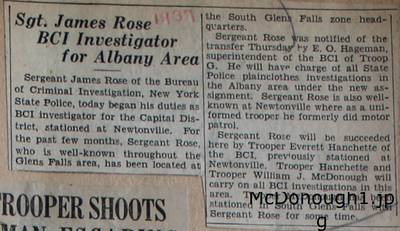 1937
Sgt. James Rose
BCI Investigator
for Albany Area
Sergeant James Rose of the Bureau
of Criminal Investigation, New York
State Police, today began his duties as
BCI investigator for the Capital Dis-
trict, stationed at Newtonville. For
the past few months, Sergeant Rose,
who is well-known throughout the
Glens Falls area, has been located at
the South Glens Falls zone head-
quarters.
Sergeant Rose was notified of the
transfer Thursday by E. O. Hageman,
superintendent of the BCI of Troop
G. He will have charge of all State
Police plainclothes investigations in
the Albany area under the new as-
signment. Sergeant Rose is also well-
known at Newtonville where as a uni-
formed trooper he formerly did motor
patrol.
Sergeant Rose will be succeeded
here by Trooper Everett Hanchette of
the BCI, previously stationed at
Newtonville. Trooper Hanchette and
Trooper William J. McDonough will
carry on all BCI investigations in this
area. T
stationed in South Glens Falls with
Sergeant Rose for some time.
McDonough1.jp
g
TROOPER SHOOTS